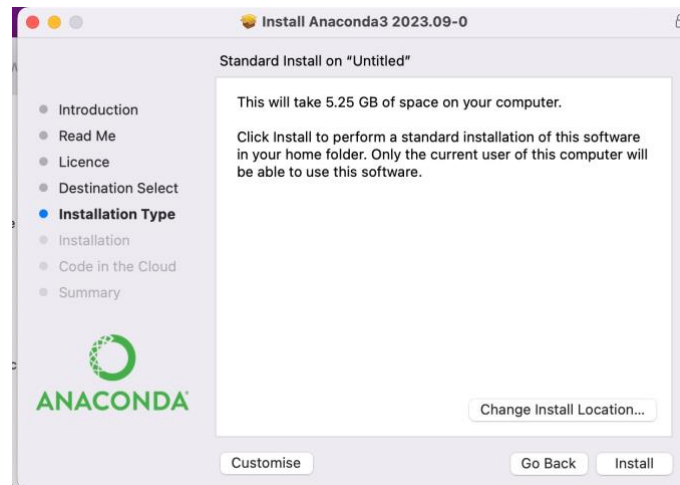 Install Anaconda3 2023.09-0
Standard Install on "Untitled"
Introduction
Read Me
Licence
Destination Select
Installation Type
Installation
Code in the Cloud
Summary
ANACONDA
This will take 5.25 GB of space on your computer.
Click Install to perform a standard installation of this software
in your home folder. Only the current user of this computer will
be able to use this software.
Change Install Location...
Customise
Go Back
Install